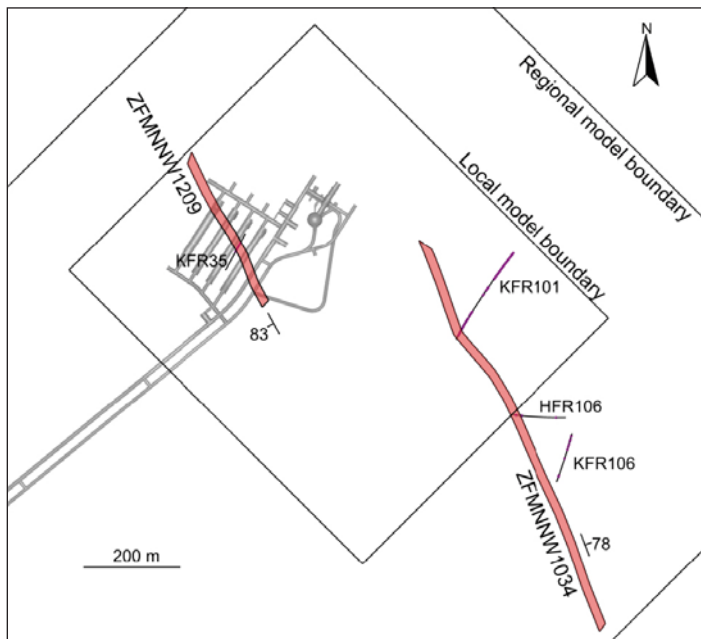 N
Regional model boundary
ZFMNNW1209
Local model boundary
KFR35
KFR101
83
HFR106
KFR106
ZFMNNW1034
78
200 m